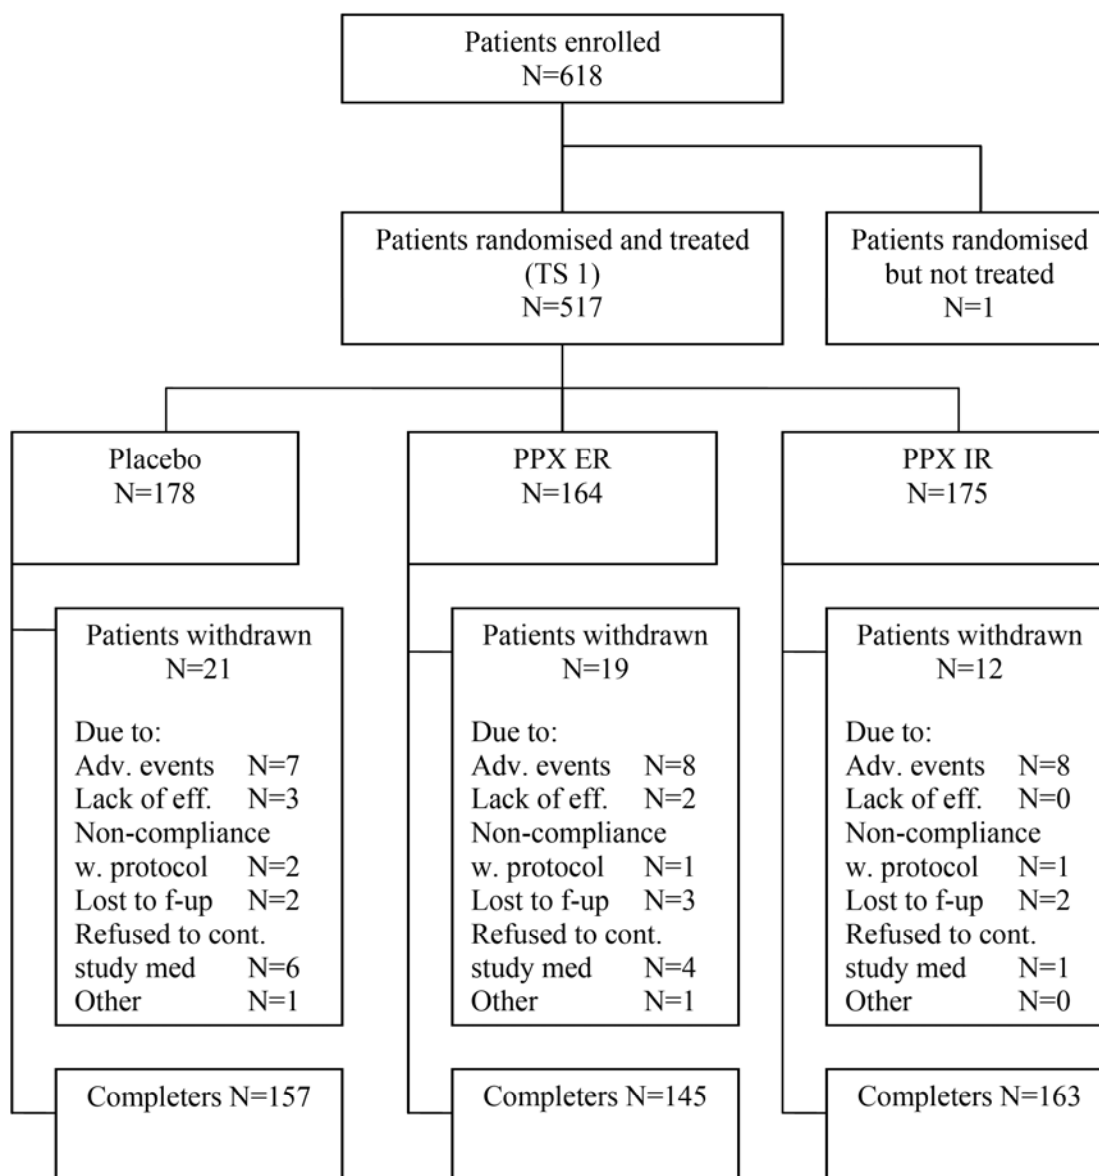 Patients enrolled
N=618
Patients randomised and treated
(TS 1)
N=517
Patients randomised
but not treated
N=1
Placebo
N=178
PPX ER
N=164
PPX IR
N=175
Patients withdrawn
N=21
Due to:
Adv. events N=7
Lack of eff. N=3
Non-compliance
w. protocol N=2
Lost to f-up N=2
Refused to cont.
study med N=6
Other N=1
Patients withdrawn
N=19
Due to:
Adv. events N=8
Lack of eff. N=2
Non-compliance
w. protocol N=1
Lost to f-up N=3
Refused to cont.
study med N=4
Other N=1
Patients withdrawn
N=12
Due to:
Adv. events N=8
Lack of eff. N=0
Non-compliance
w. protocol N=1
Lost to f-up N=2
Refused to cont.
study med N=1
Other N=0
Completers N=157
Completers N=145
Completers N=163